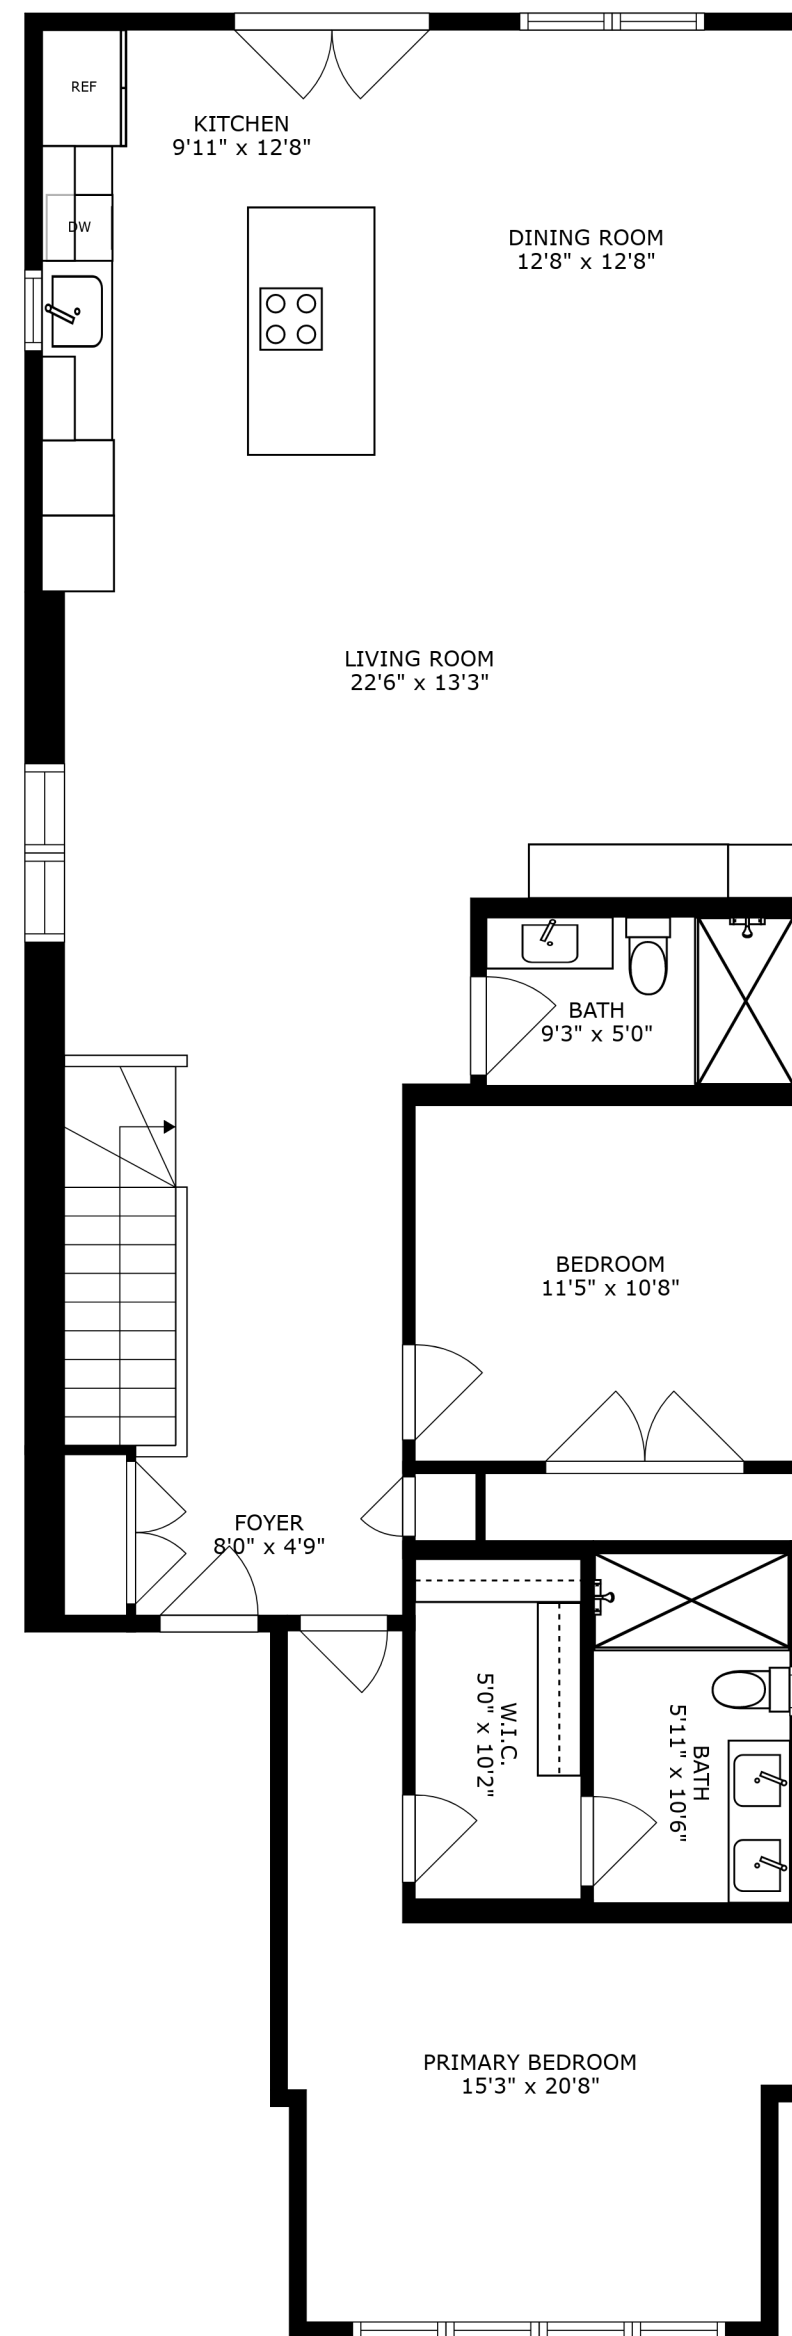 REF
KITCHEN
9'11" x 12'8"
DW
DINING ROOM
12'8" x 12'8"
LIVING ROOM
22'6" x 13'3"
BATH
9'3" x 5'0"
BEDROOM
11'5" x 10'8"
FOYER
8'0" x 4'9"
W.I.C.
5'0" x 10'2"
BATH
5'11" x 10'6"
PRIMARY BEDROOM
15'3" x 20'8"